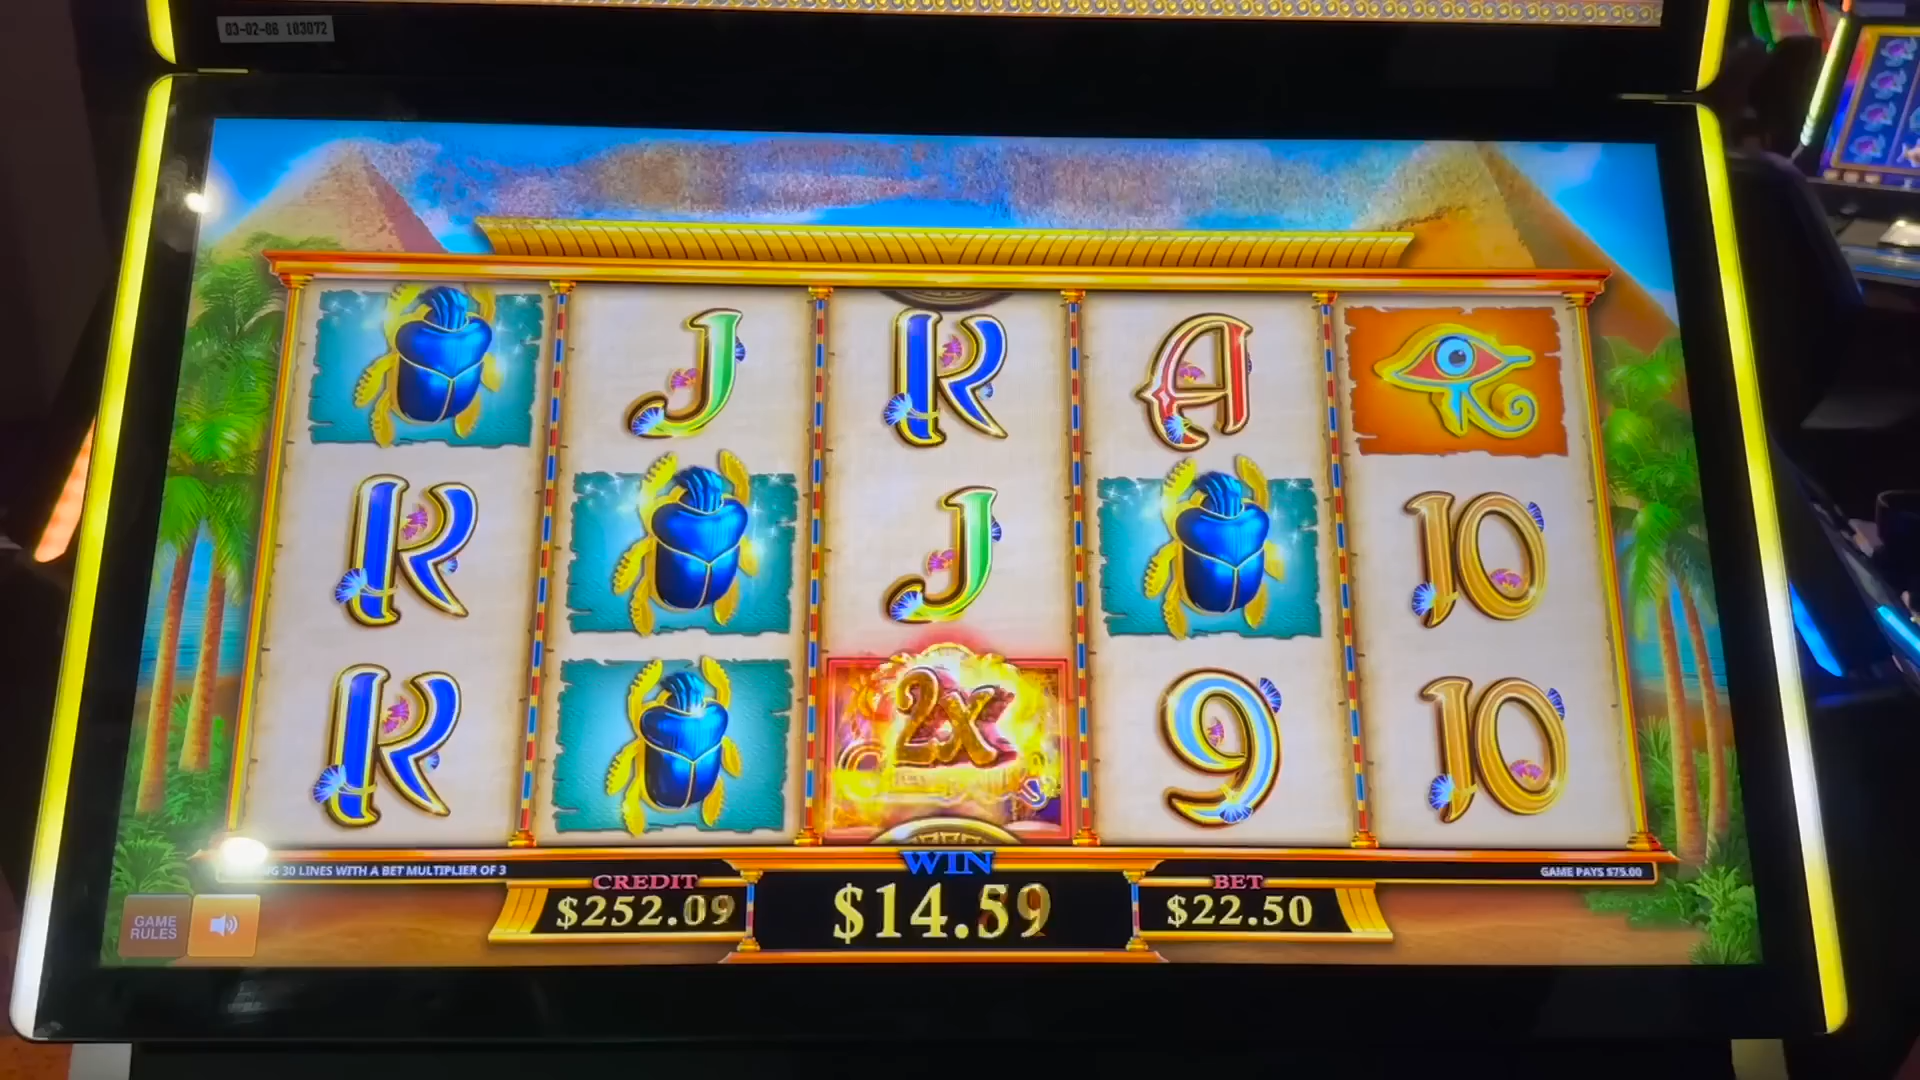 03-02-06 103072
J K A
K J 10
K 2x 9 10
WIN
NG 30 LINES WITH A BET MULTIPLIER OF 3
GAME PAYS $75.00
CREDIT
BET
$252.09
$14.59
$22.50
GAME
RULES